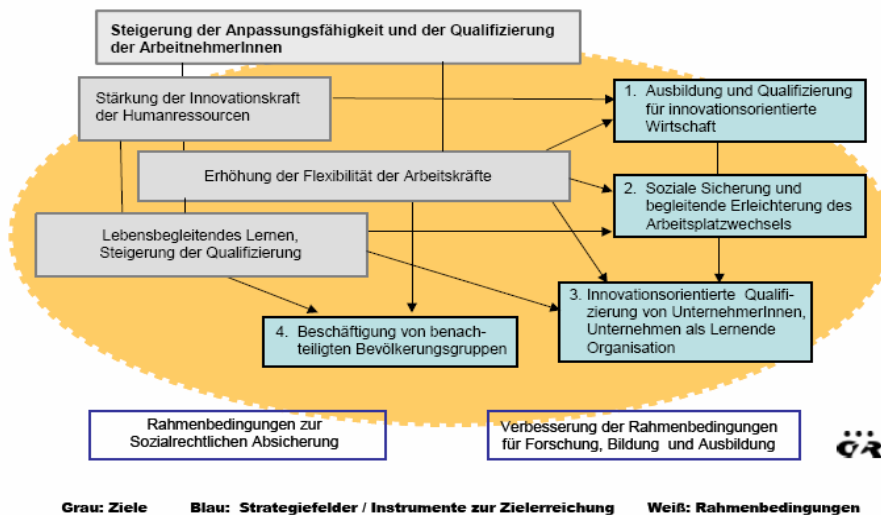 Steigerung der Anpassungsfähigkeit und der Qualifizierung
der ArbeitnehmerInnen
Stärkung der Innovationskraft
der Humanressourcen
1. Ausbildung und Qualifizierung
für innovationsorientierte
Wirtschaft
Erhöhung der Flexibilität der Arbeitskräfte
2. Soziale Sicherung und
begleitende Erleichterung des
Arbeitsplatzwechsels
Lebensbegleitendes Lernen,
Steigerung der Qualifizierung
3. Innovationsorientierte Qualifi-
zierung von UnternehmerInnen,
Unternehmen als Lernende
Organisation
4. Beschäftigung von benach-
teiligten Bevölkerungsgruppen
Rahmenbedingungen zur
Sozialrechtlichen Absicherung
Verbesserung der Rahmenbedingungen
für Forschung, Bildung und Ausbildung
Grau: Ziele Blau: Strategiefelder / Instrumente zur Zielerreichung Weiß: Rahmenbedingungen